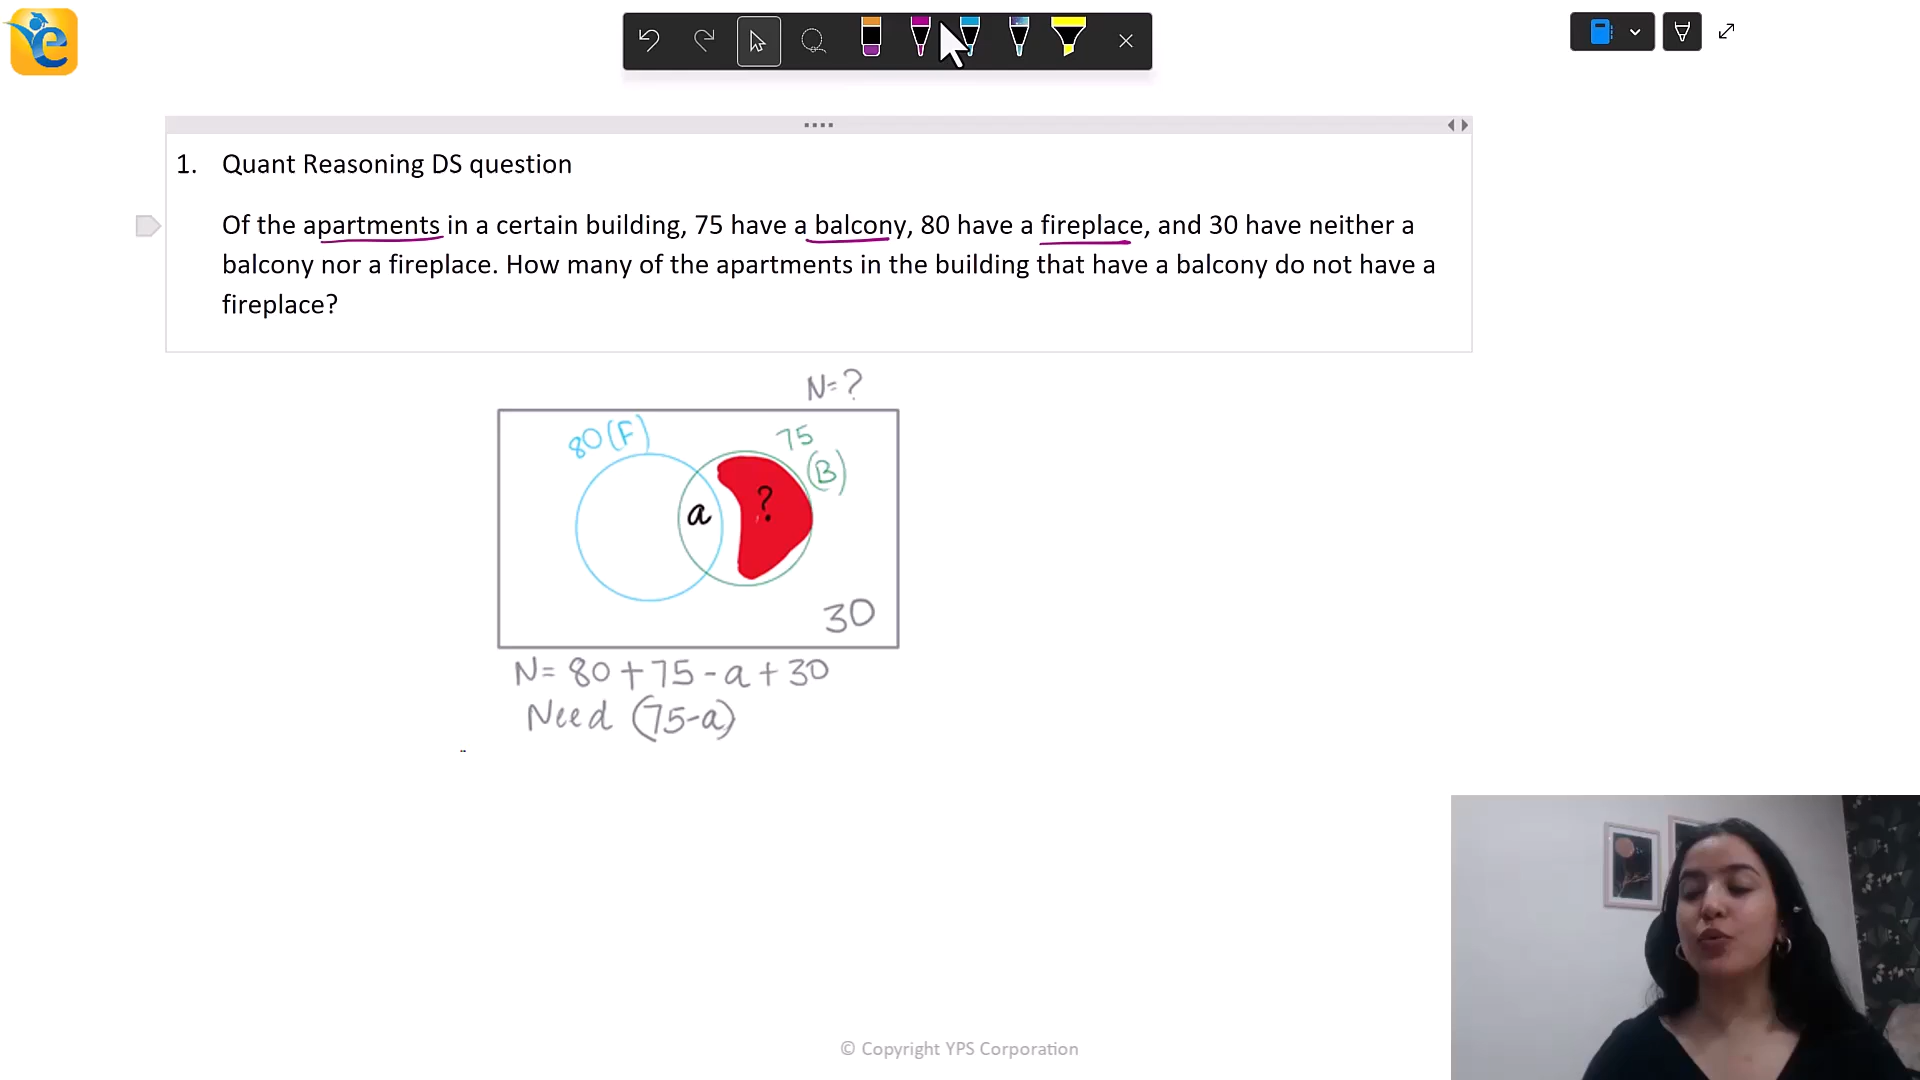 1. Quant Reasoning DS question
Of the apartments in a certain building, 75 have a balcony, 80 have a fireplace, and 30 have neither a
balcony nor a fireplace. How many of the apartments in the building that have a balcony do not have a
fireplace?
N=?
80(F)
75
(B)
a
?
30
N= 80+75-a+30
Need (75-a)
© Copyright YPS Corporation